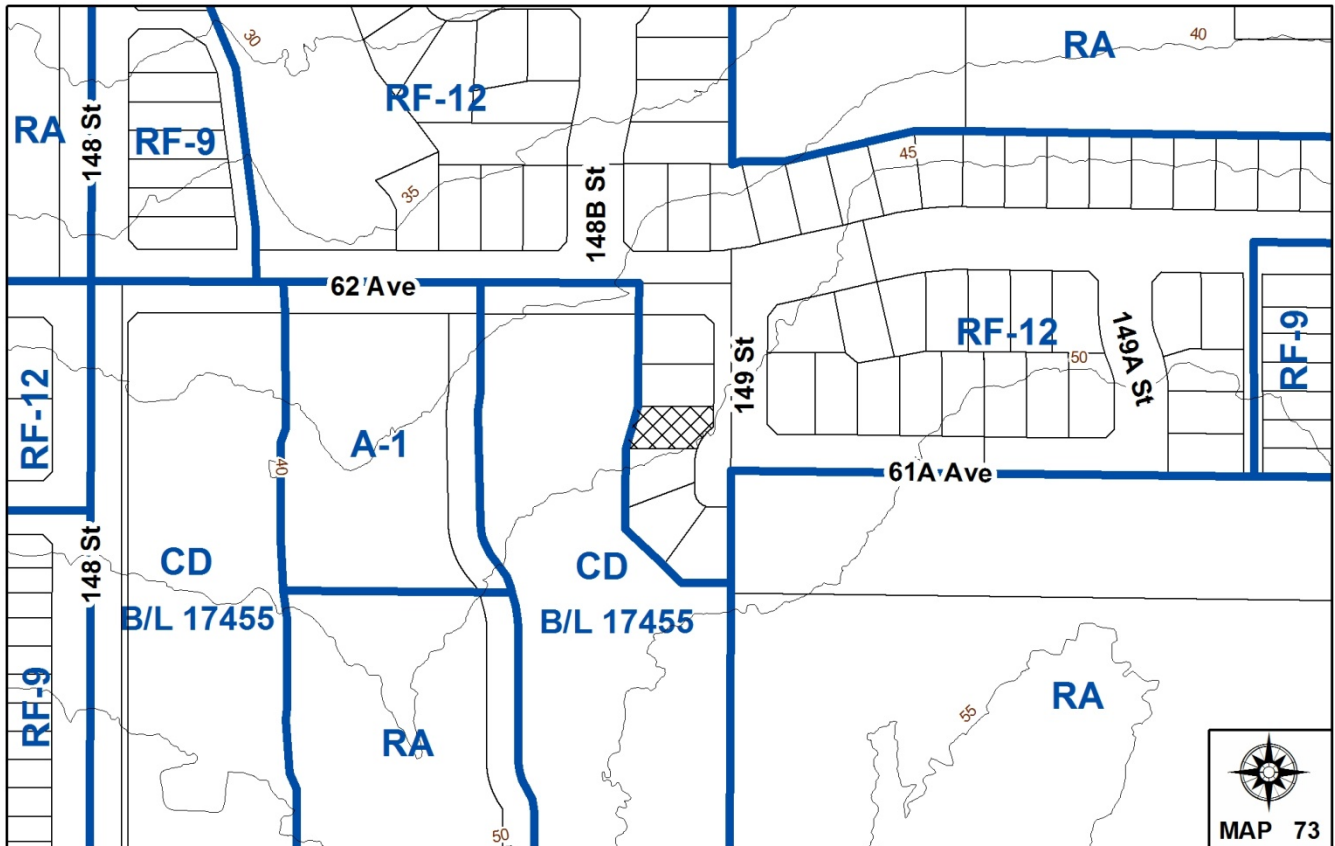 30
40
RA
RF-12
RA
148 St
RF-9
45
35
148B St
62 Ave
RF-12
149A St
RF-9
50
149 St
RF-12
A-1
40
61A Ave
148 St
CD
B/L 17455
CD
B/L 17455
RF-9
RA
RA
55
50
MAP 73